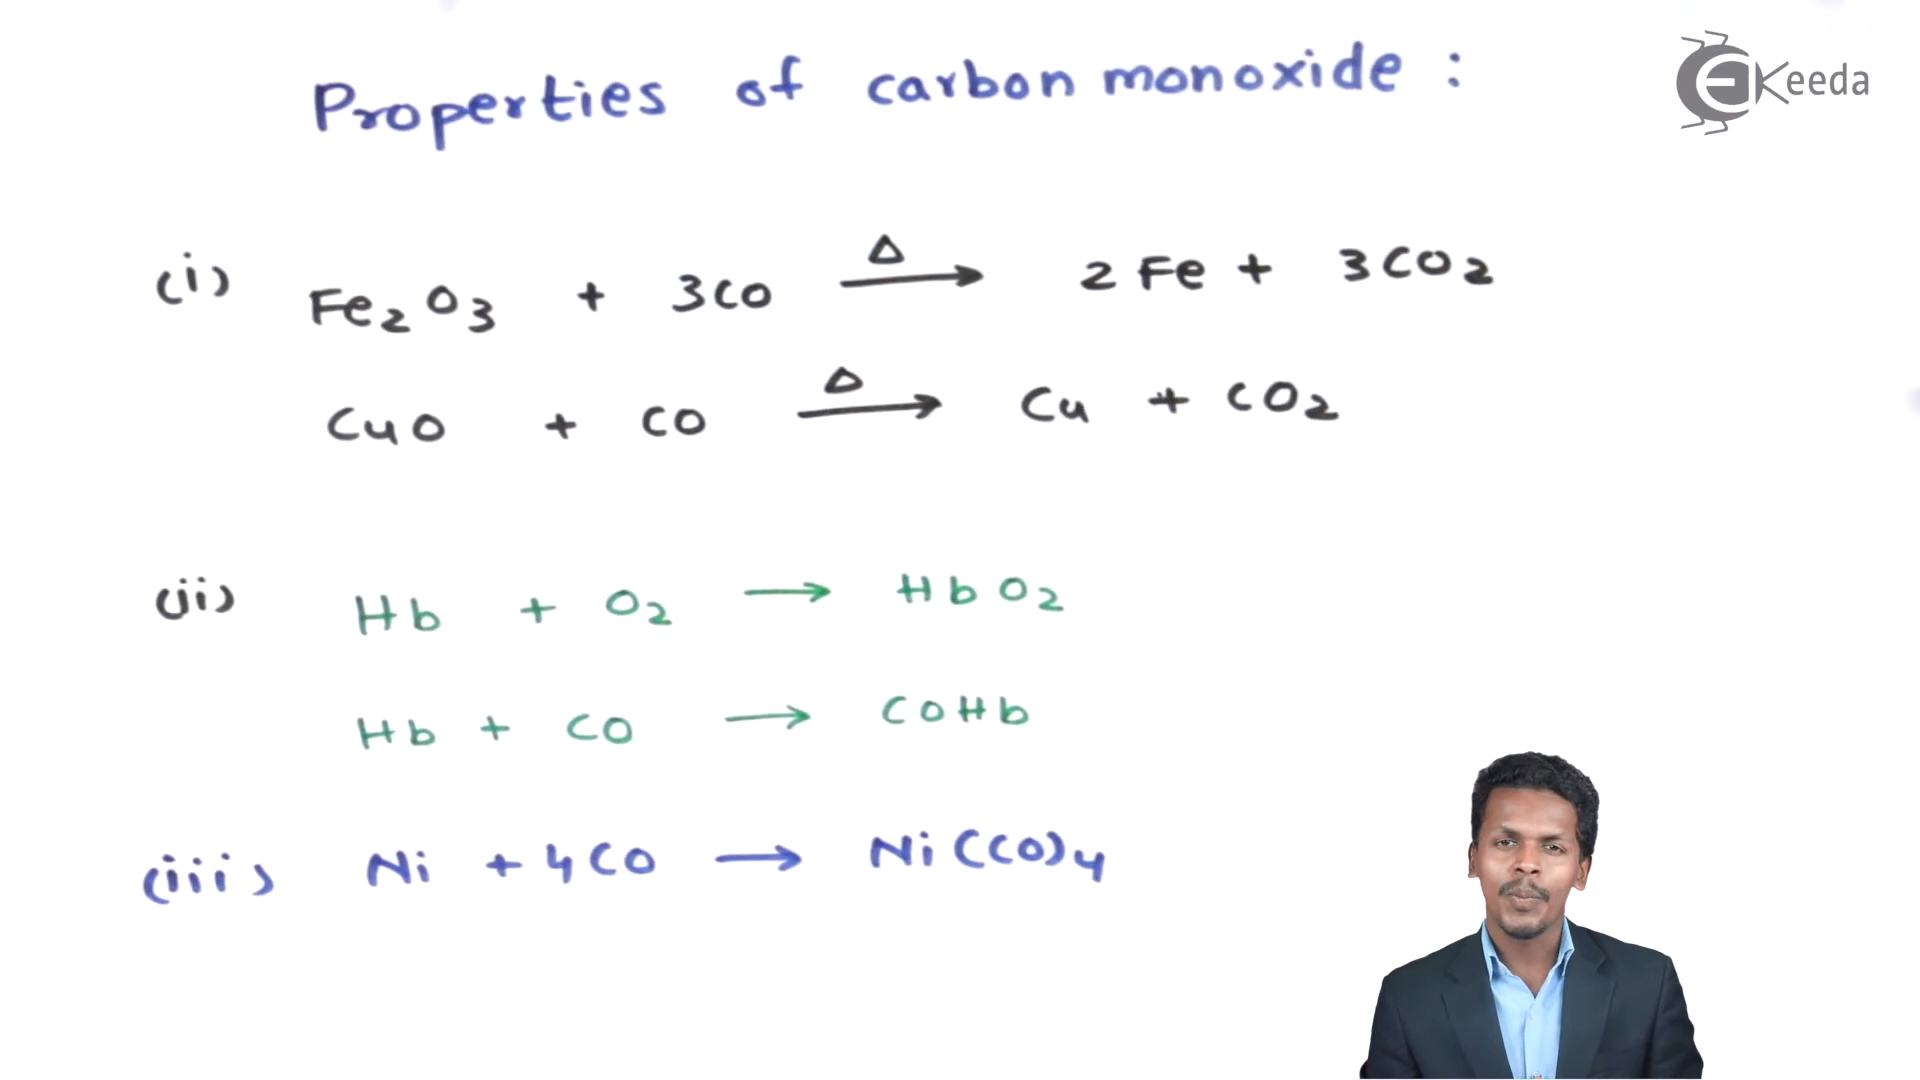 Properties of carbon monoxide :
EKeeda
(i) Fe₂O₃ + 3CO —Δ→ 2Fe + 3CO₂
CuO + CO —Δ→ Cu + CO₂
(ii) Hb + O₂ → HbO₂
Hb + CO → COHb
(iii) Ni + 4CO → Ni(CO)₄